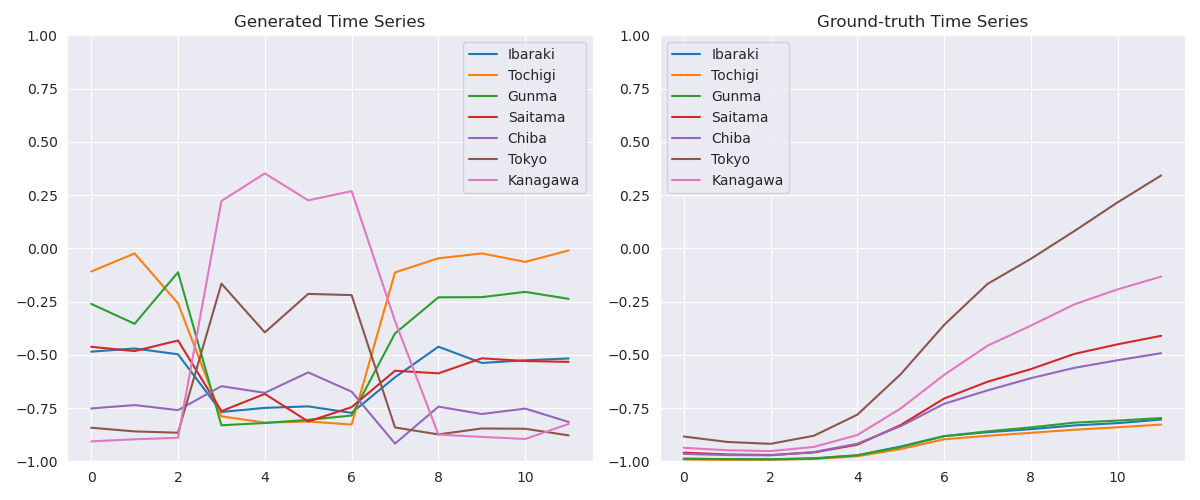 Generated Time Series
1.00
0.75
0.50
0.25
0.00
−0.25
−0.50
−0.75
−1.00
0 2 4 6 8 10
Ibaraki
Tochigi
Gunma
Saitama
Chiba
Tokyo
Kanagawa
Ground-truth Time Series
1.00
0.75
0.50
0.25
0.00
−0.25
−0.50
−0.75
−1.00
0 2 4 6 8 10
Ibaraki
Tochigi
Gunma
Saitama
Chiba
Tokyo
Kanagawa